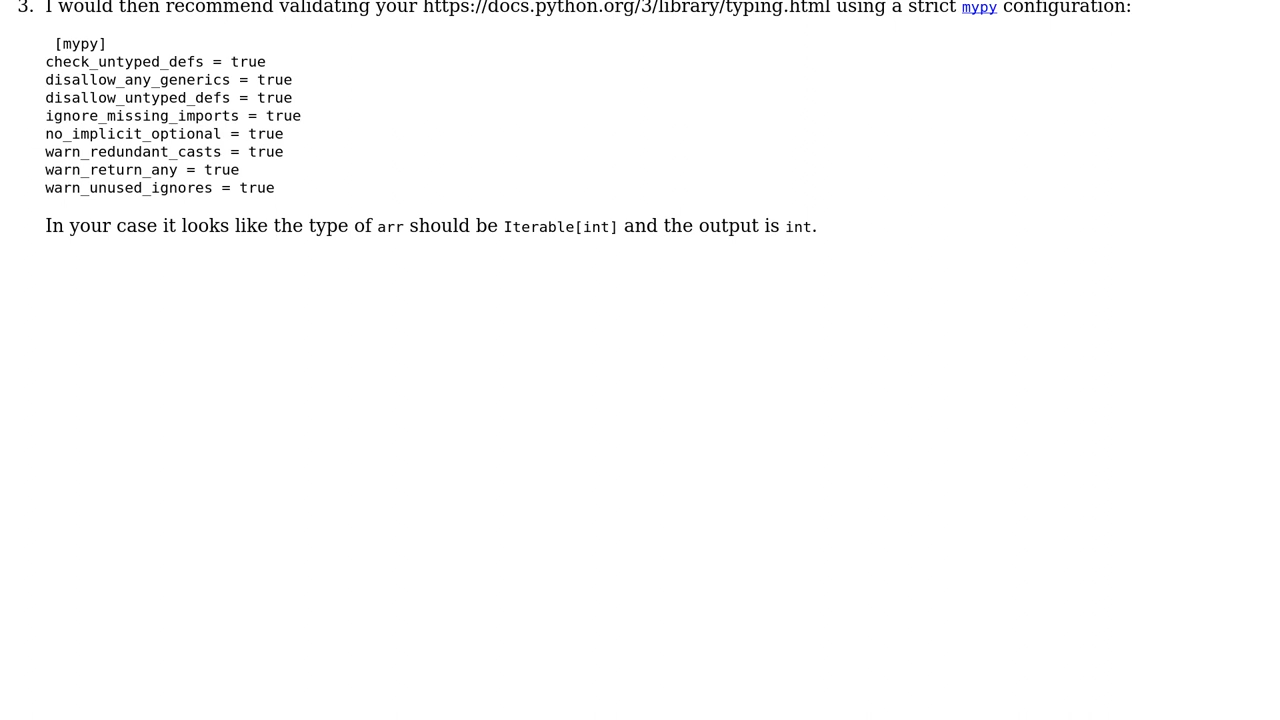 3. I would then recommend validating your https://docs.python.org/3/library/typing.html using a strict mypy configuration:
[mypy]
check_untyped_defs = true
disallow_any_generics = true
disallow_untyped_defs = true
ignore_missing_imports = true
no_implicit_optional = true
warn_redundant_casts = true
warn_return_any = true
warn_unused_ignores = true
In your case it looks like the type of arr should be Iterable[int] and the output is int.